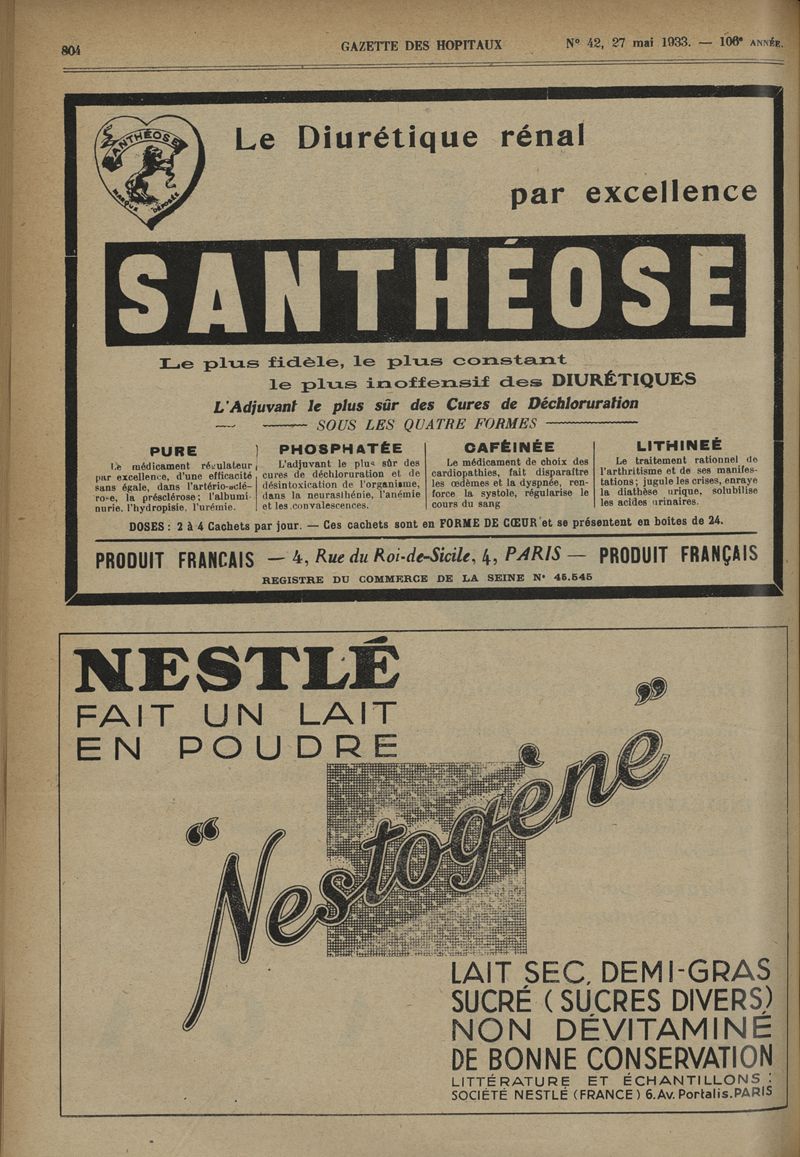 804
GAZETTE DES HOPITAUX
N° 42, 27 mai 1933. — 106e ANNÉE.
SANTHÉOSE
MARQUE DÉPOSÉE
Le Diurétique rénal
par excellence
SANTHÉOSE
Le plus fidèle, le plus constant
le plus inoffensif des DIURÉTIQUES
L'Adjuvant le plus sûr des Cures de Déchloruration
— SOUS LES QUATRE FORMES —
PURE
Le médicament régulateur
par excellence, d'une efficacité
sans égale, dans l'artério-sclé-
rose, la présclérose; l'albumi-
nurie, l'hydropisie, l'urémie.
PHOSPHATÉE
L'adjuvant le plus sûr des
cures de déchloruration et de
désintoxication de l'organisme,
dans la neurasthénie, l'anémie
et les convalescences.
CAFÉINÉE
Le médicament de choix des
cardiopathies, fait disparaître
les œdèmes et la dyspnée, ren-
force la systole, régularise le
cours du sang
LITHINEÉ
Le traitement rationnel de
l'arthritisme et de ses manifes-
tations; jugule les crises, enraye
la diathèse urique, solubilise
les acides urinaires.
DOSES : 2 à 4 Cachets par jour. — Ces cachets sont en FORME DE CŒUR et se présentent en boîtes de 24.
PRODUIT FRANCAIS — 4, Rue du Roi-de-Sicile, 4, PARIS — PRODUIT FRANÇAIS
REGISTRE DU COMMERCE DE LA SEINE N° 45.545
NESTLÉ
FAIT UN LAIT
EN POUDRE
“Nestogène”
LAIT SEC, DEMI-GRAS
SUCRÉ (SUCRES DIVERS)
NON DÉVITAMINÉ
DE BONNE CONSERVATION
LITTÉRATURE ET ÉCHANTILLONS :
SOCIÉTÉ NESTLÉ (FRANCE) 6.Av. Portalis.PARIS